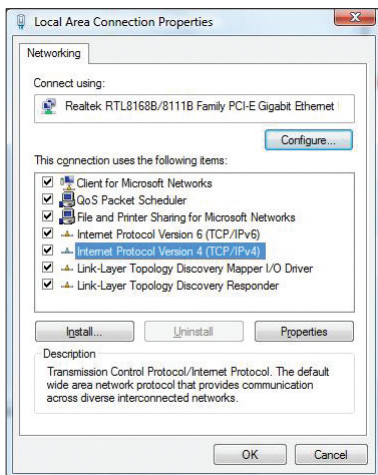 Local Area Connection Properties
Networking
Connect using:
Realtek RTL8168B/8111B Family PCI-E Gigabit Ethernet
Configure...
This connection uses the following items:
Client for Microsoft Networks
QoS Packet Scheduler
File and Printer Sharing for Microsoft Networks
Internet Protocol Version 6 (TCP/IPv6)
Internet Protocol Version 4 (TCP/IPv4)
Link-Layer Topology Discovery Mapper I/O Driver
Link-Layer Topology Discovery Responder
Install...
Uninstall
Properties
Description
Transmission Control Protocol/Internet Protocol. The default
wide area network protocol that provides communication
across diverse interconnected networks.
OK
Cancel